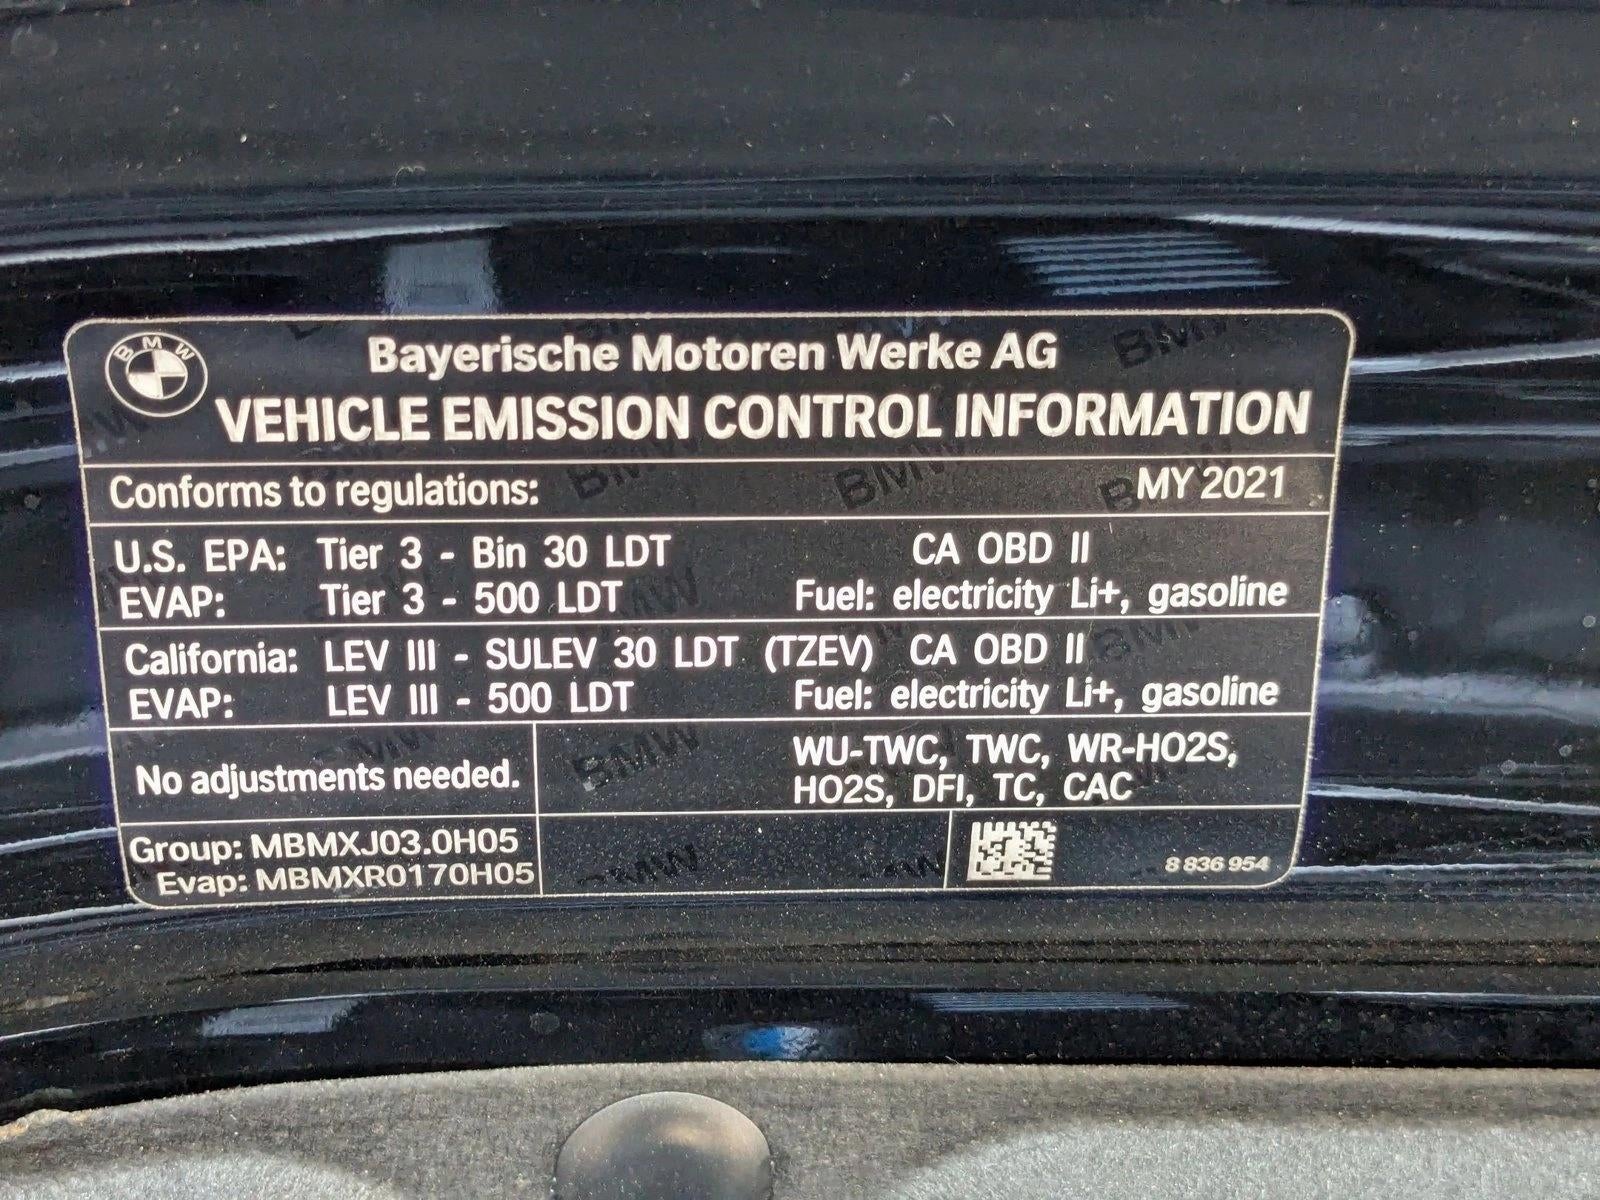 BMW
Bayerische Motoren Werke AG
VEHICLE EMISSION CONTROL INFORMATION
Conforms to regulations: MY 2021
U.S. EPA: Tier 3 - Bin 30 LDT CA OBD II
EVAP: Tier 3 - 500 LDT Fuel: electricity Li+, gasoline
California: LEV III - SULEV 30 LDT (TZEV) CA OBD II
EVAP: LEV III - 500 LDT Fuel: electricity Li+, gasoline
No adjustments needed.
WU-TWC, TWC, WR-HO2S,
HO2S, DFI, TC, CAC
Group: MBMXJ03.0H05
Evap: MBMXR0170H05
8 836 954